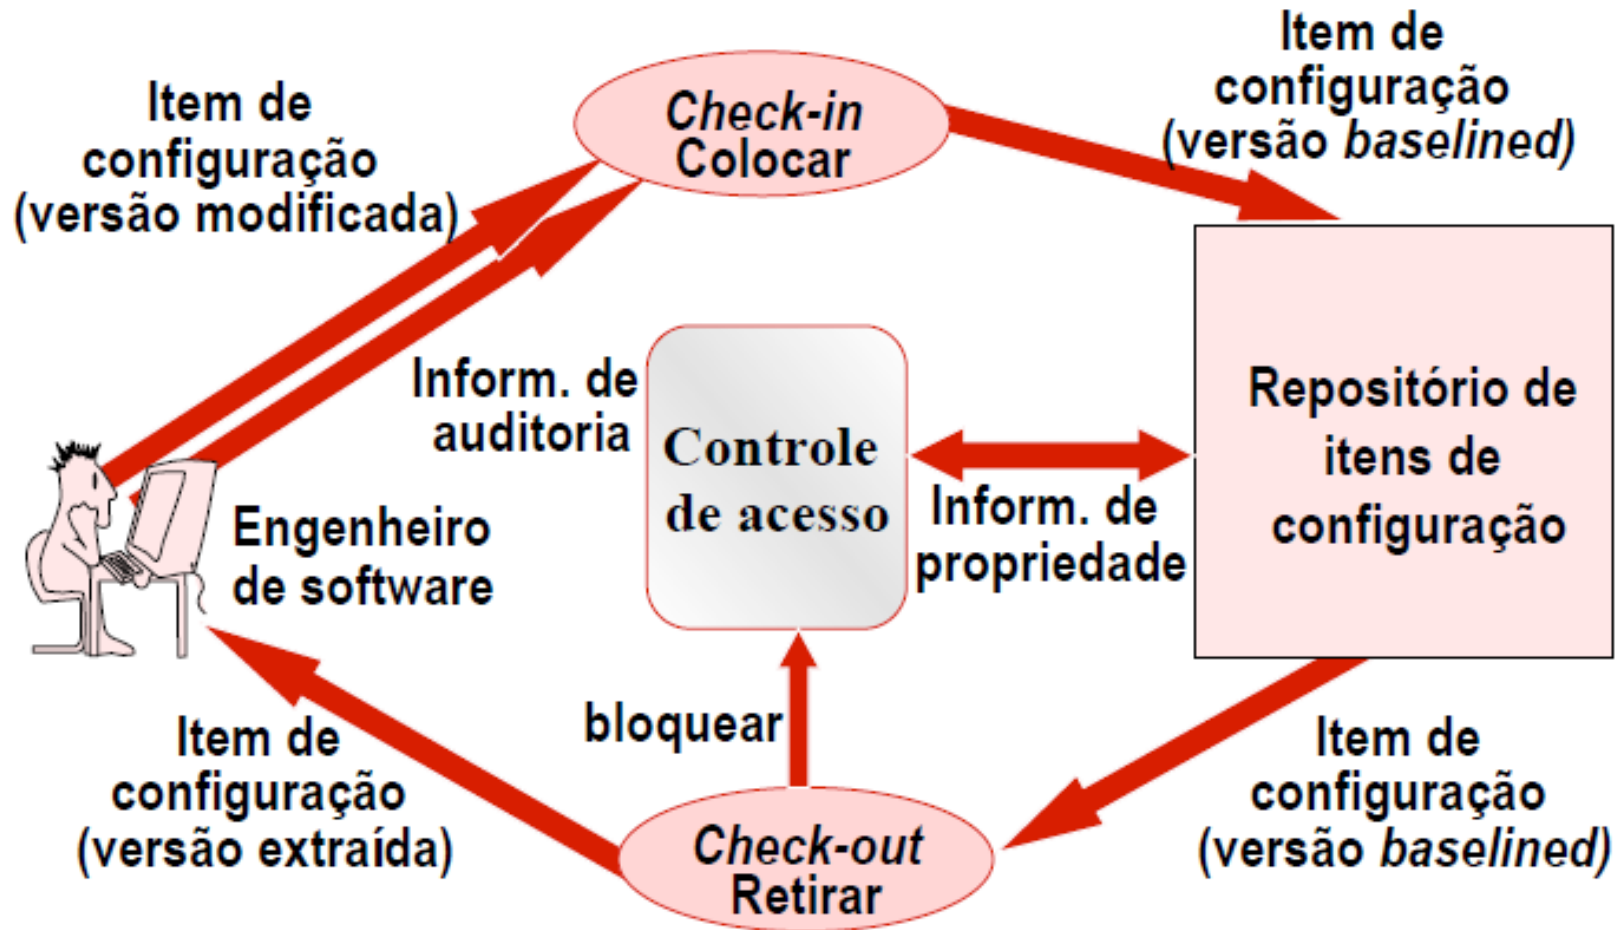 Item de
configuração
(versão modificada)
Check-in
Colocar
Item de
configuração
(versão baselined)
Inform. de
auditoria
Controle
de acesso
Inform. de
propriedade
Repositório de
itens de
configuração
Engenheiro
de software
bloquear
Item de
configuração
(versão extraída)
Check-out
Retirar
Item de
configuração
(versão baselined)